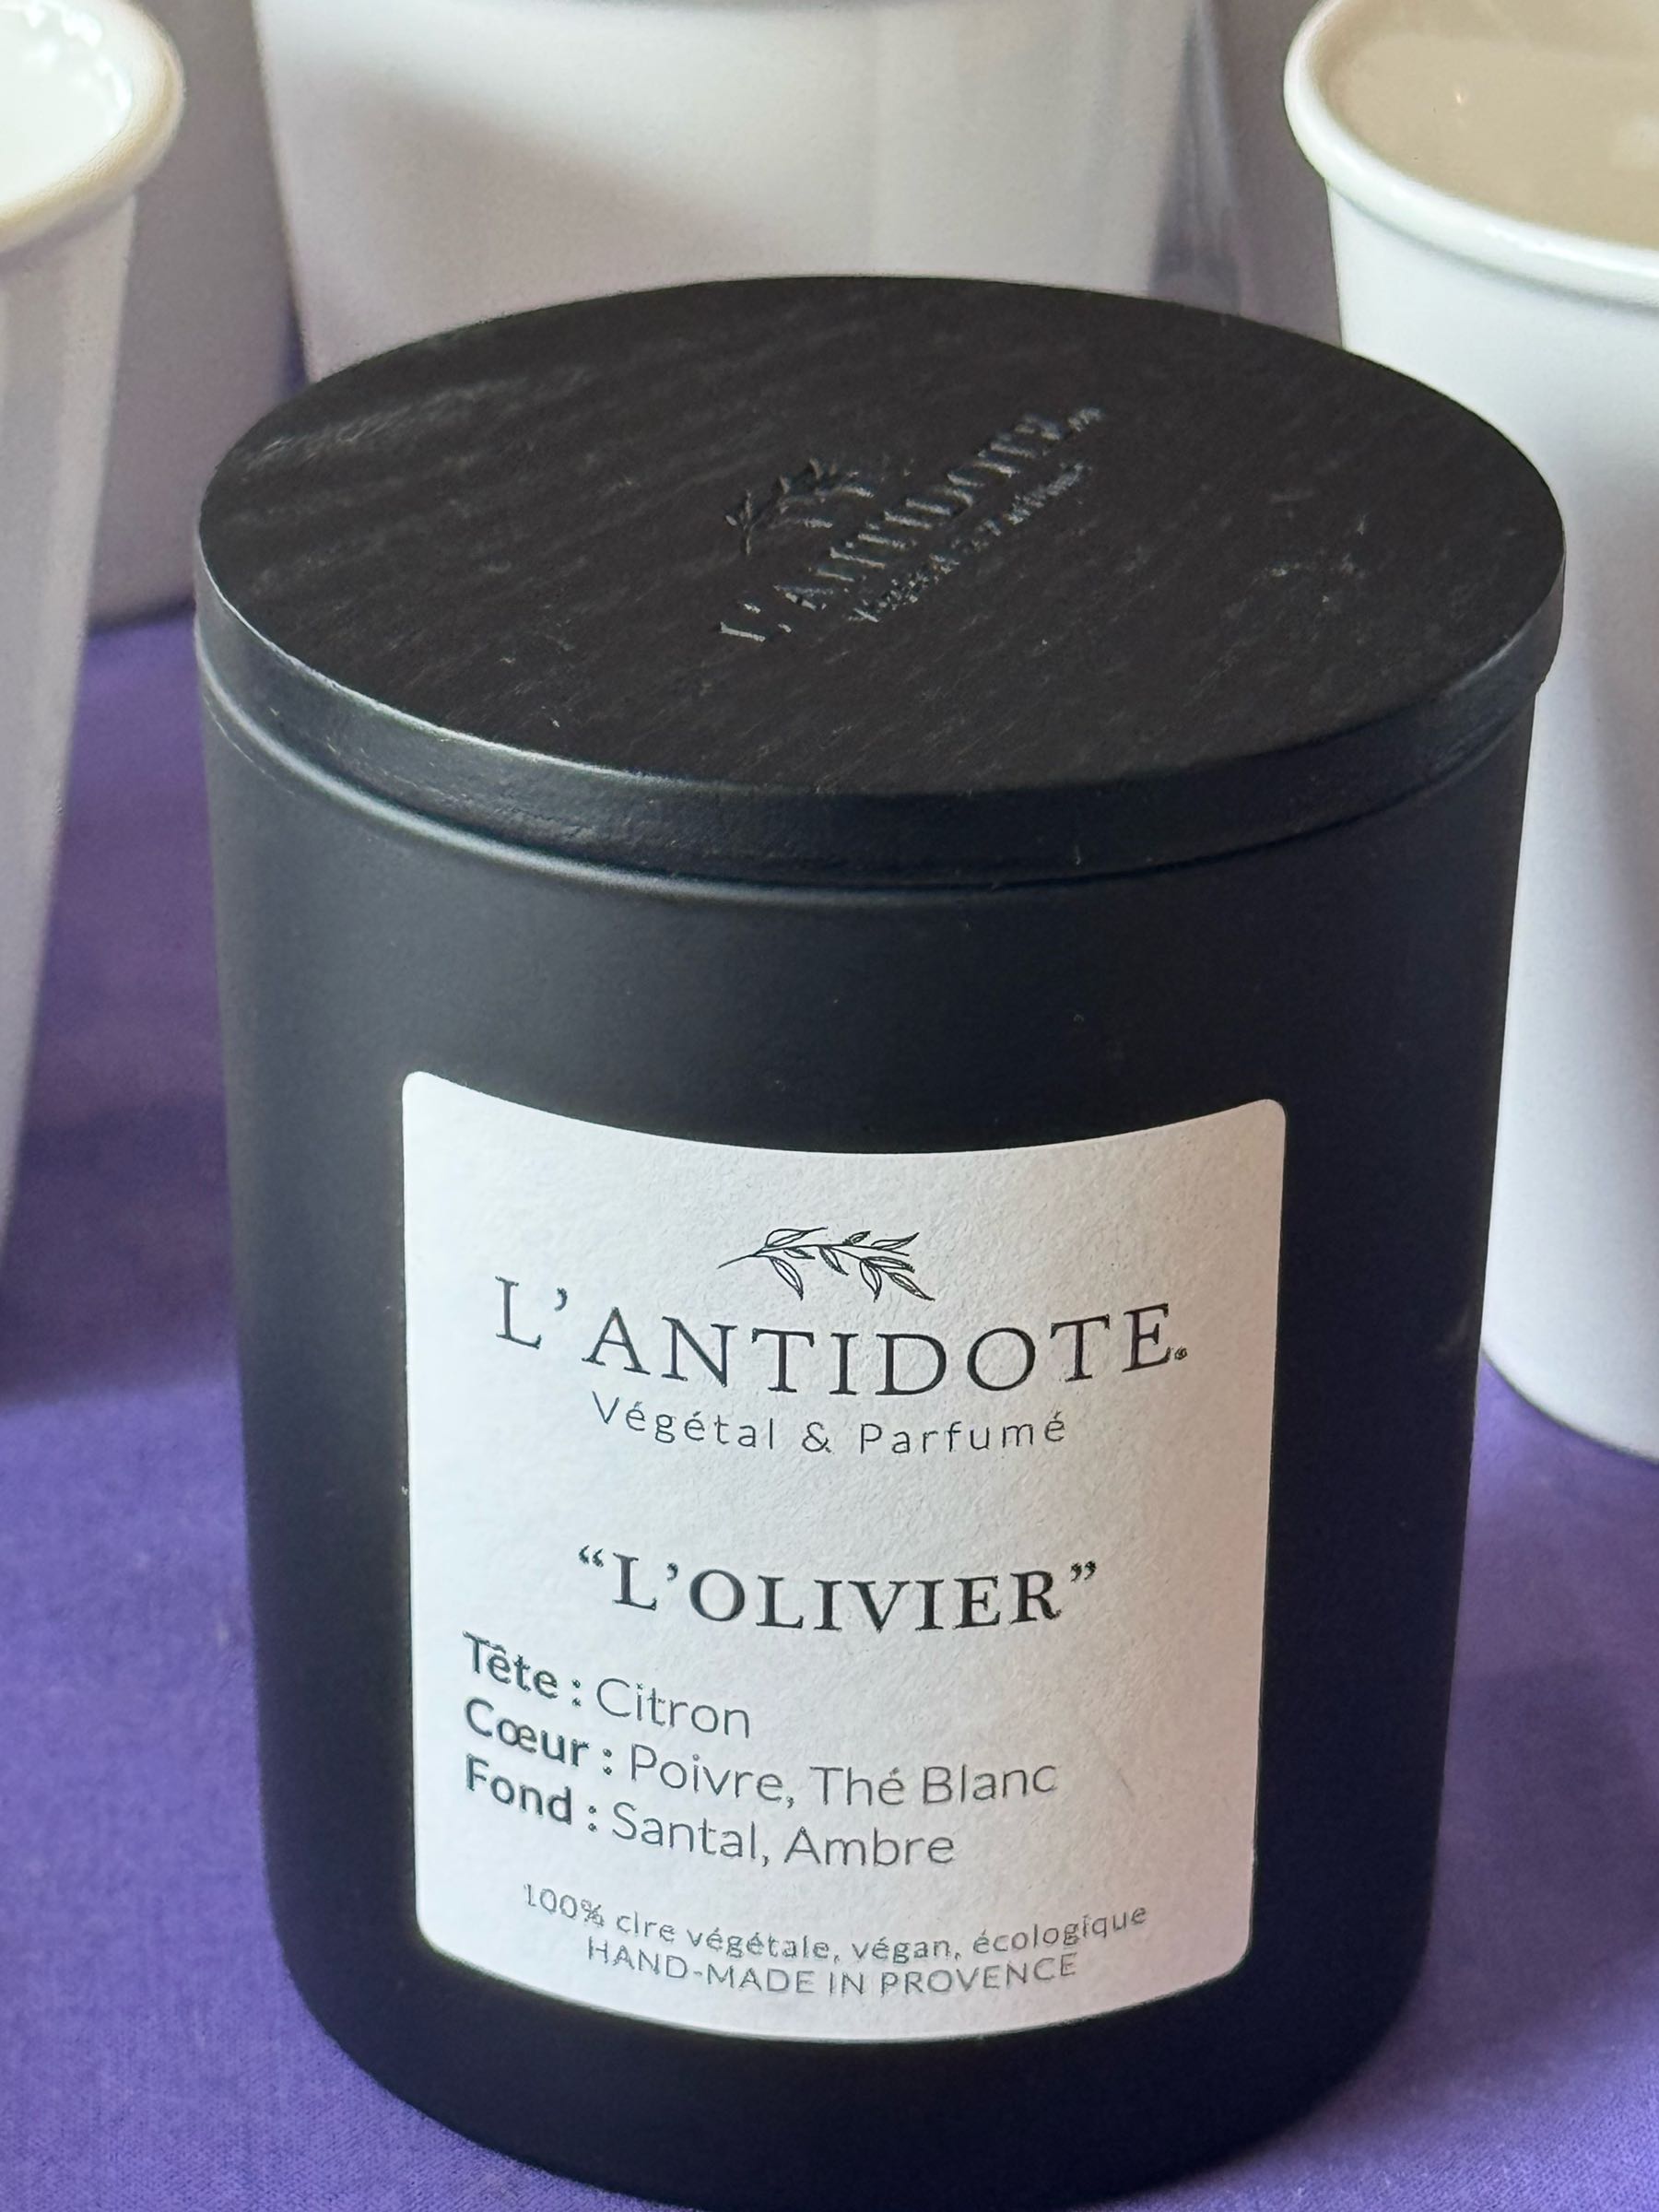 L'ANTIDOTE
L'ANTIDOTE®
Végétal & Parfumé
“L’OLIVIER”
Tête : Citron
Cœur : Poivre, Thé Blanc
Fond : Santal, Ambre
100% cire végétale, végan, écologique
HAND-MADE IN PROVENCE